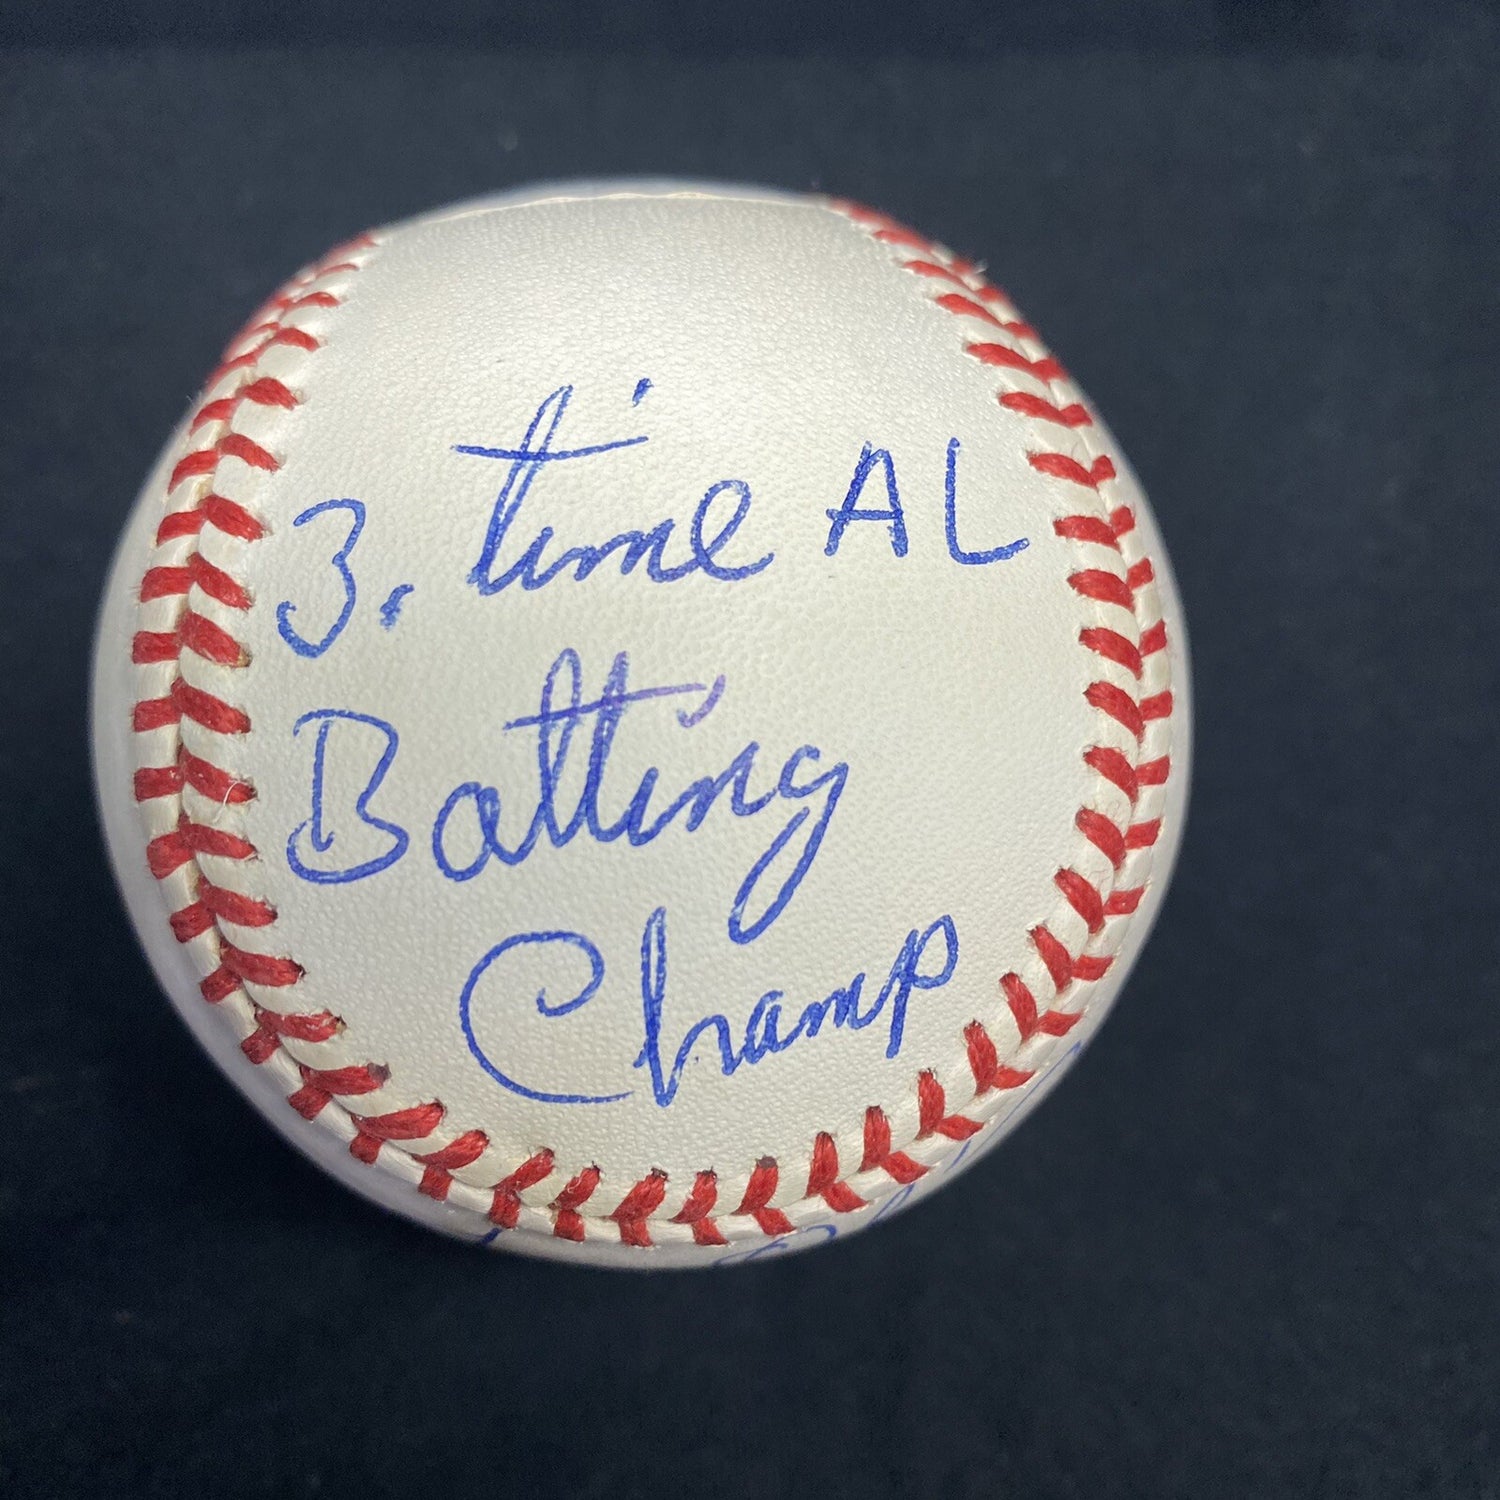 3. time AL
Batting
Champ